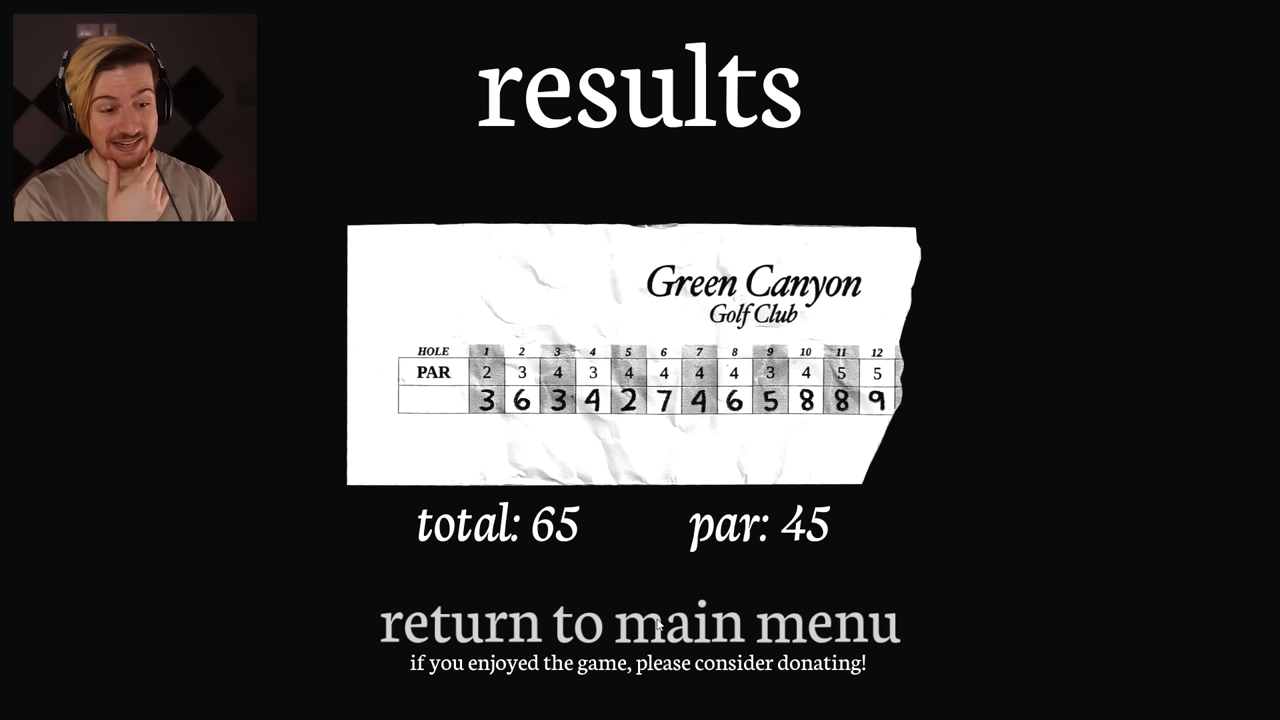 results
Green Canyon
Golf Club
HOLE 1 2 3 4 5 6 7 8 9 10 11 12
PAR 2 3 4 3 4 4 4 4 3 4 5 5
3 6 3 4 2 7 4 6 5 8 8 9
total: 65 par: 45
return to main menu
if you enjoyed the game, please consider donating!